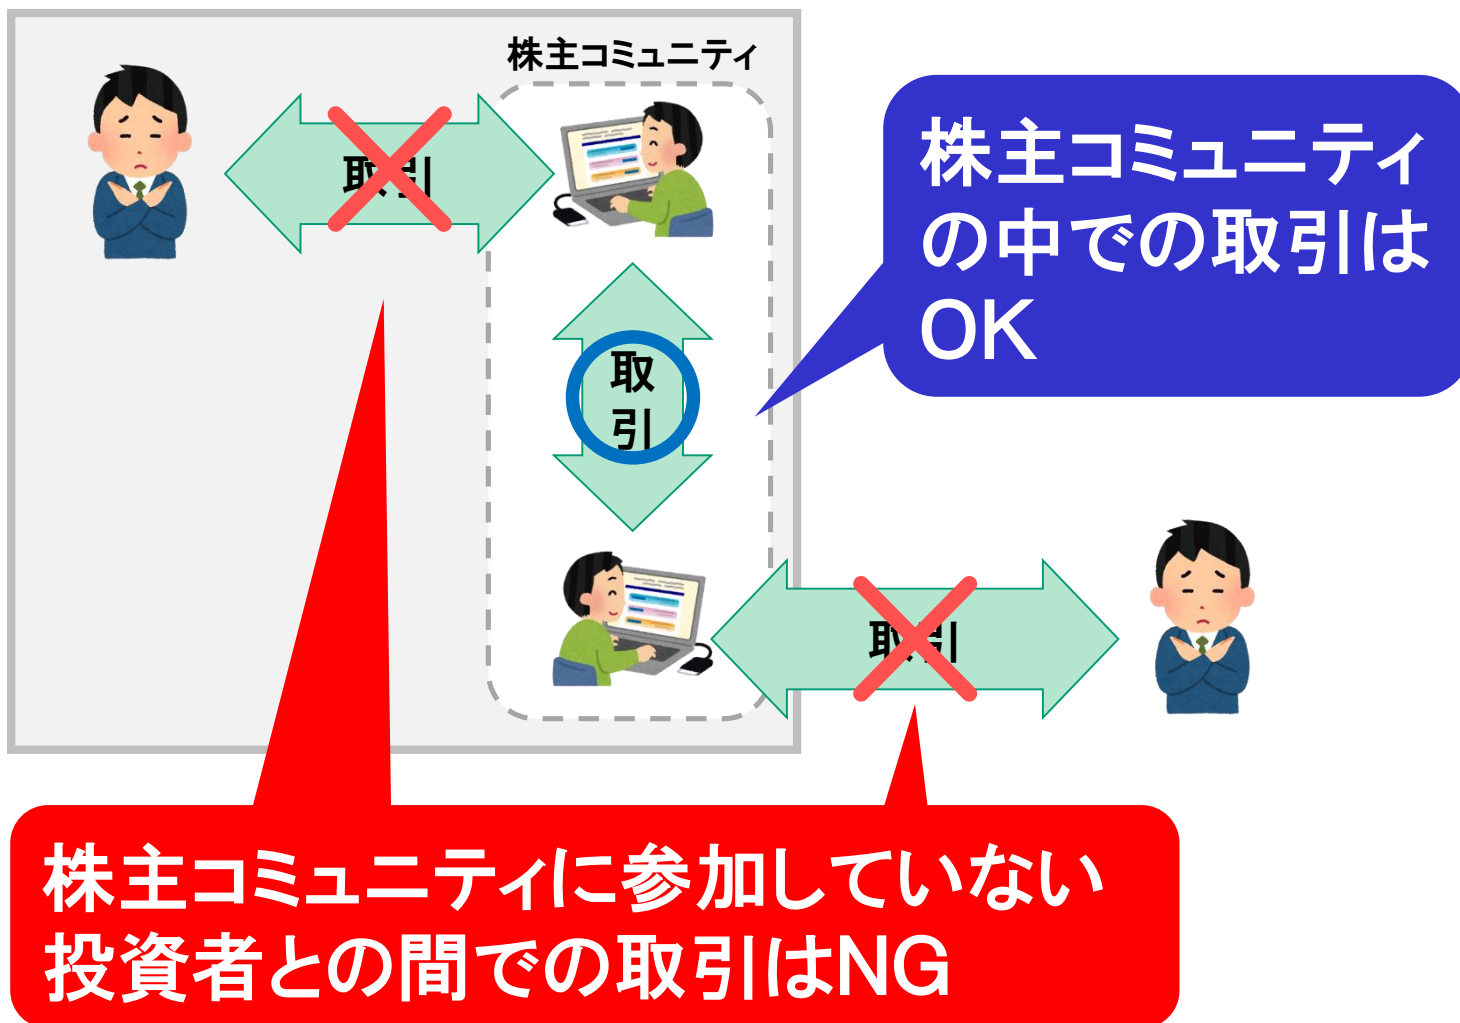 株主コミュニティ
取引
株主コミュニティ
の中での取引は
OK
取
引
取引
株主コミュニティに参加していない
投資者との間での取引はNG